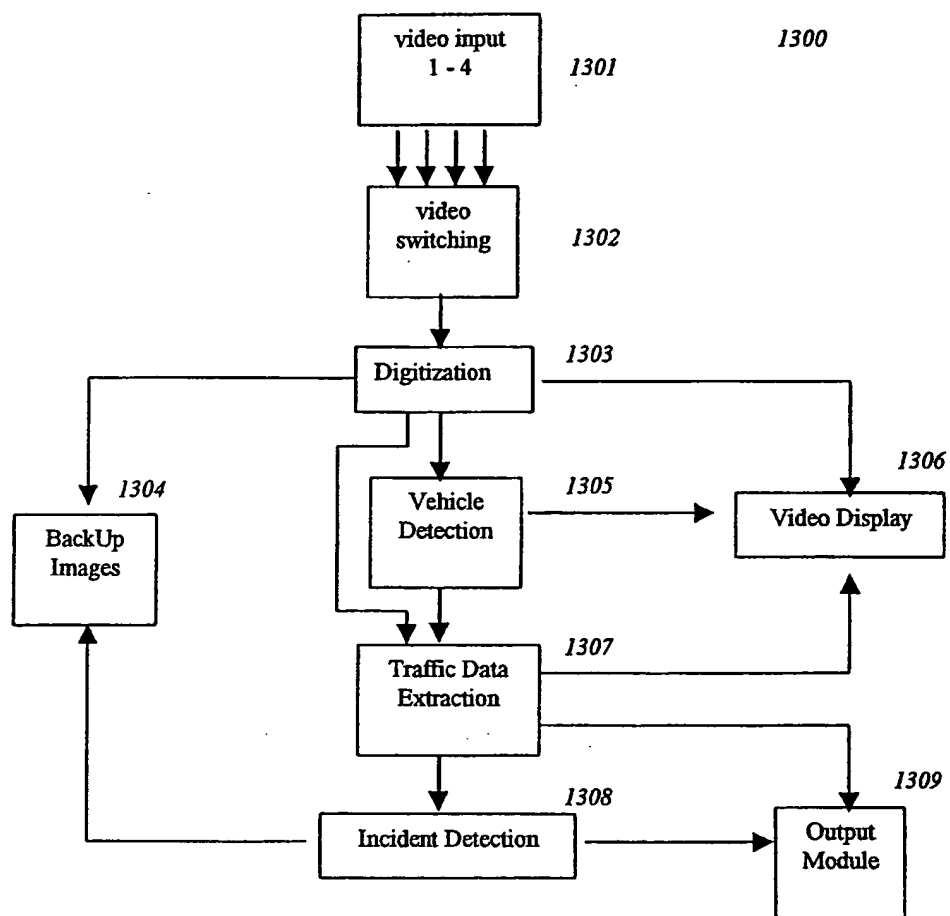 video input
1 - 4
1300
1301
video
switching
1302
1303
Digitization
1304
1305
1306
Vehicle
Detection
Video Display
BackUp
Images
1307
Traffic Data
Extraction
1308
1309
Incident Detection
Output
Module